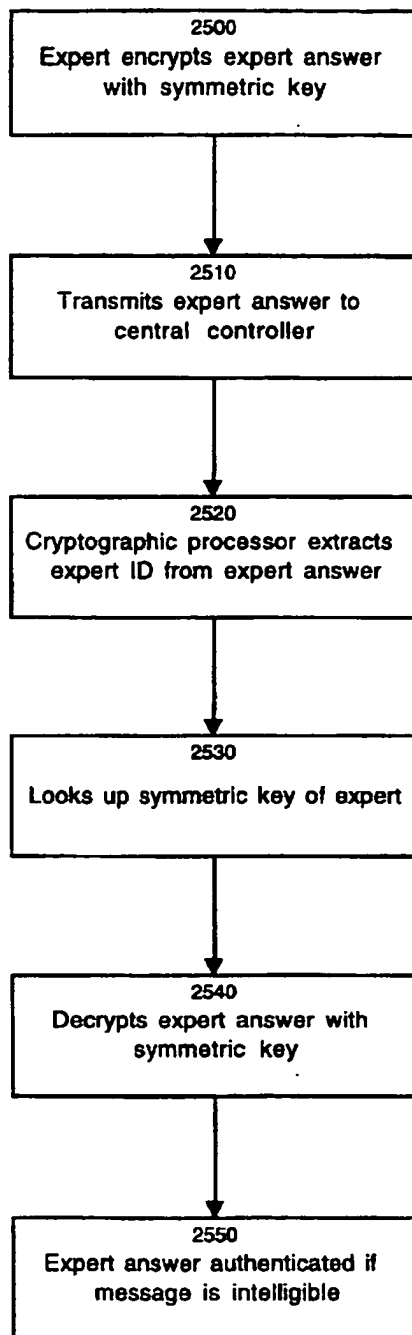 2500
Expert encrypts expert answer
with symmetric key
2510
Transmits expert answer to
central controller
2520
Cryptographic processor extracts
expert ID from expert answer
2530
Looks up symmetric key of expert
2540
Decrypts expert answer with
symmetric key
2550
Expert answer authenticated if
message is intelligible